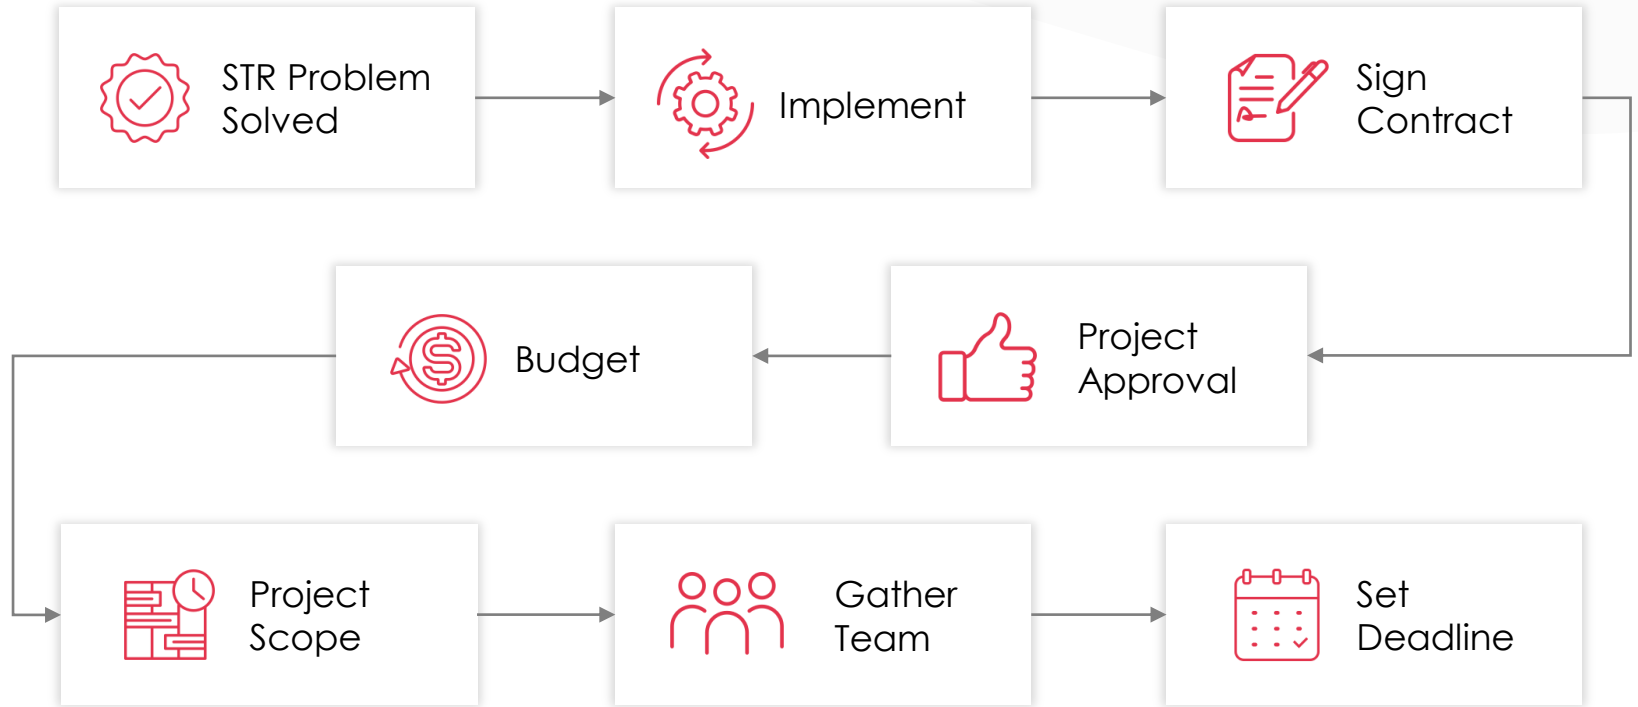 STR Problem
Solved
Implement
Sign
Contract
Project
Approval
Budget
Project
Scope
Gather
Team
Set
Deadline